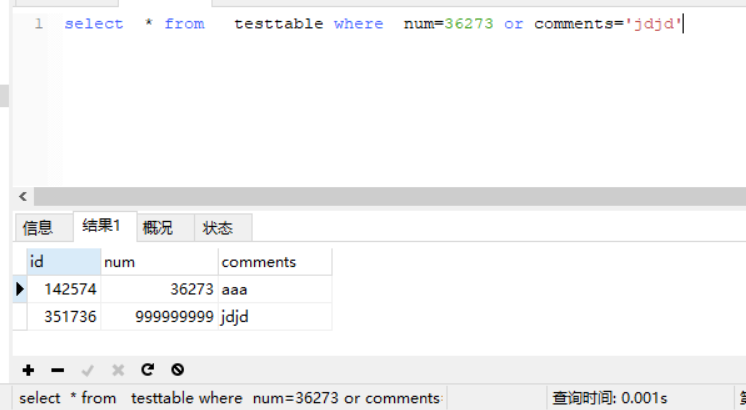 1 select * from testtable where num=36273 or comments='jdjd'
信息 结果1 概况 状态
id num comments
142574 36273 aaa
351736 999999999 jdjd
select * from testtable where num=36273 or comments 查询时间: 0.001s